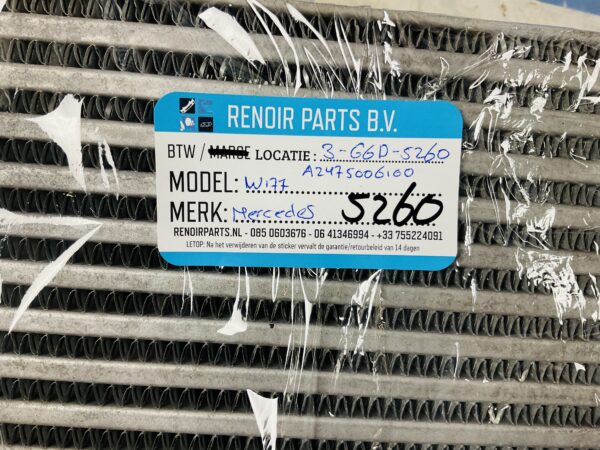 RENOIR PARTS B.V.
BTW / MARGE LOCATIE : 3-G6D-5260
A2475006100
MODEL: W177
MERK: Mercedes 5260
RENOIRPARTS.NL - 085 0603676 - 06 41346994 - +33 755224091
LETOP: Na het verwijderen van de sticker vervalt de garantie/retourbeleid van 14 dagen